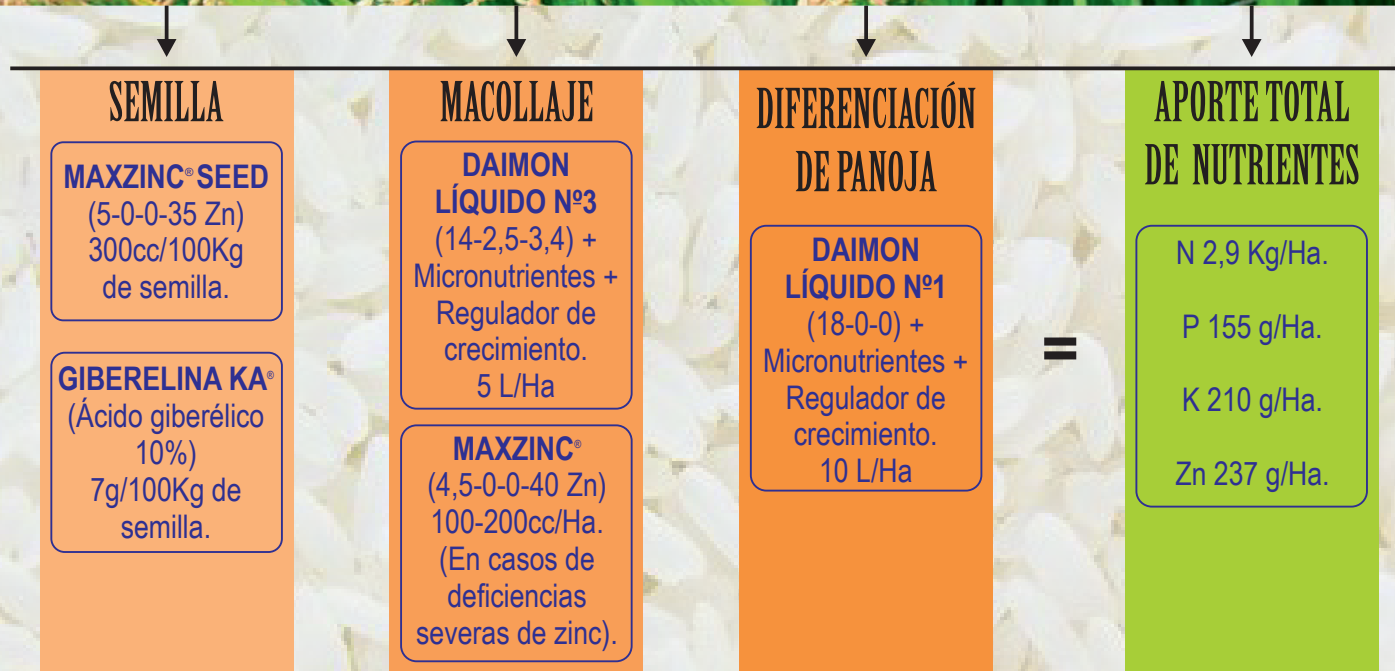 SEMILLA
MAXZINC® SEED
(5-0-0-35 Zn)
300cc/100Kg
de semilla.
GIBERELINA KA®
(Ácido giberélico
10%)
7g/100Kg de
semilla.
MACOLLAJE
DAIMON
LÍQUIDO Nº3
(14-2,5-3,4) +
Micronutrientes +
Regulador de
crecimiento.
5 L/Ha
MAXZINC®
(4,5-0-0-40 Zn)
100-200cc/Ha.
(En casos de
deficiencias
severas de zinc).
DIFERENCIACIÓN
DE PANOJA
DAIMON
LÍQUIDO Nº1
(18-0-0) +
Micronutrientes +
Regulador de
crecimiento.
10 L/Ha
=
APORTE TOTAL
DE NUTRIENTES
N 2,9 Kg/Ha.
P 155 g/Ha.
K 210 g/Ha.
Zn 237 g/Ha.